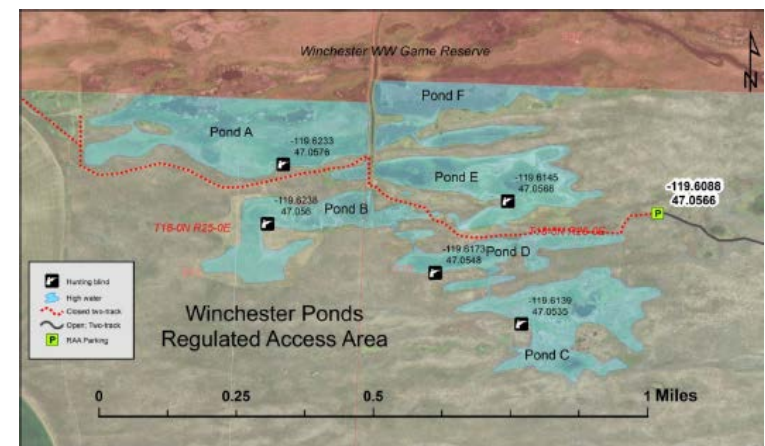 Winchester WW Game Reserve
N
Pond F
Pond A
-119.6233
47.0576
Pond E
-119.6145
47.0568
-119.6088
47.0566
P
-119.6238
47.056
Pond B
T18-0N R25-0E
-119.6173
47.0548
Pond D
-119.6139
47.0535
Pond C
Hunting blind
High water
Closed two-track
Open: Two-track
P
RAA Parking
Winchester Ponds
Regulated Access Area
0
0.25
0.5
1 Miles